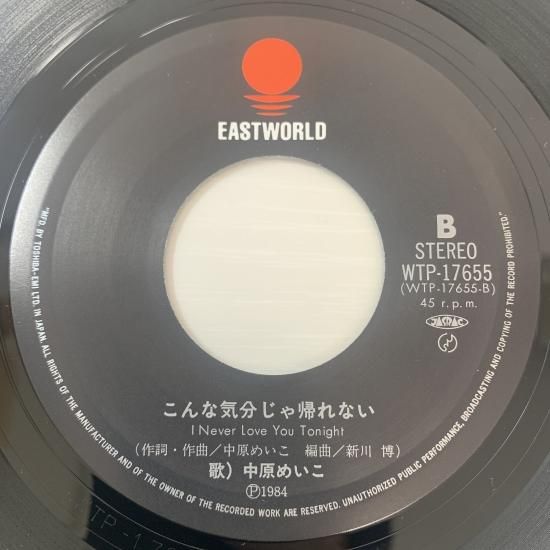 EASTWORLD
B
STEREO
WTP-17655
(WTP-17655-B)
45 r.p.m.
JASRAC
こんな気分じゃ帰れない
I Never Love You Tonight
(作詞・作曲／中原めいこ 編曲／新川 博)
歌) 中原めいこ
Ⓟ1984
"MFD. BY TOSHIBA-EMI LTD. IN JAPAN. ALL RIGHTS OF THE MANUFACTURER AND OF THE OWNER OF THE RECORDED WORK RESERVED. UNAUTHORIZED PUBLIC PERFORMANCE, BROADCASTING AND COPYING OF THE RECORD PROHIBITED."